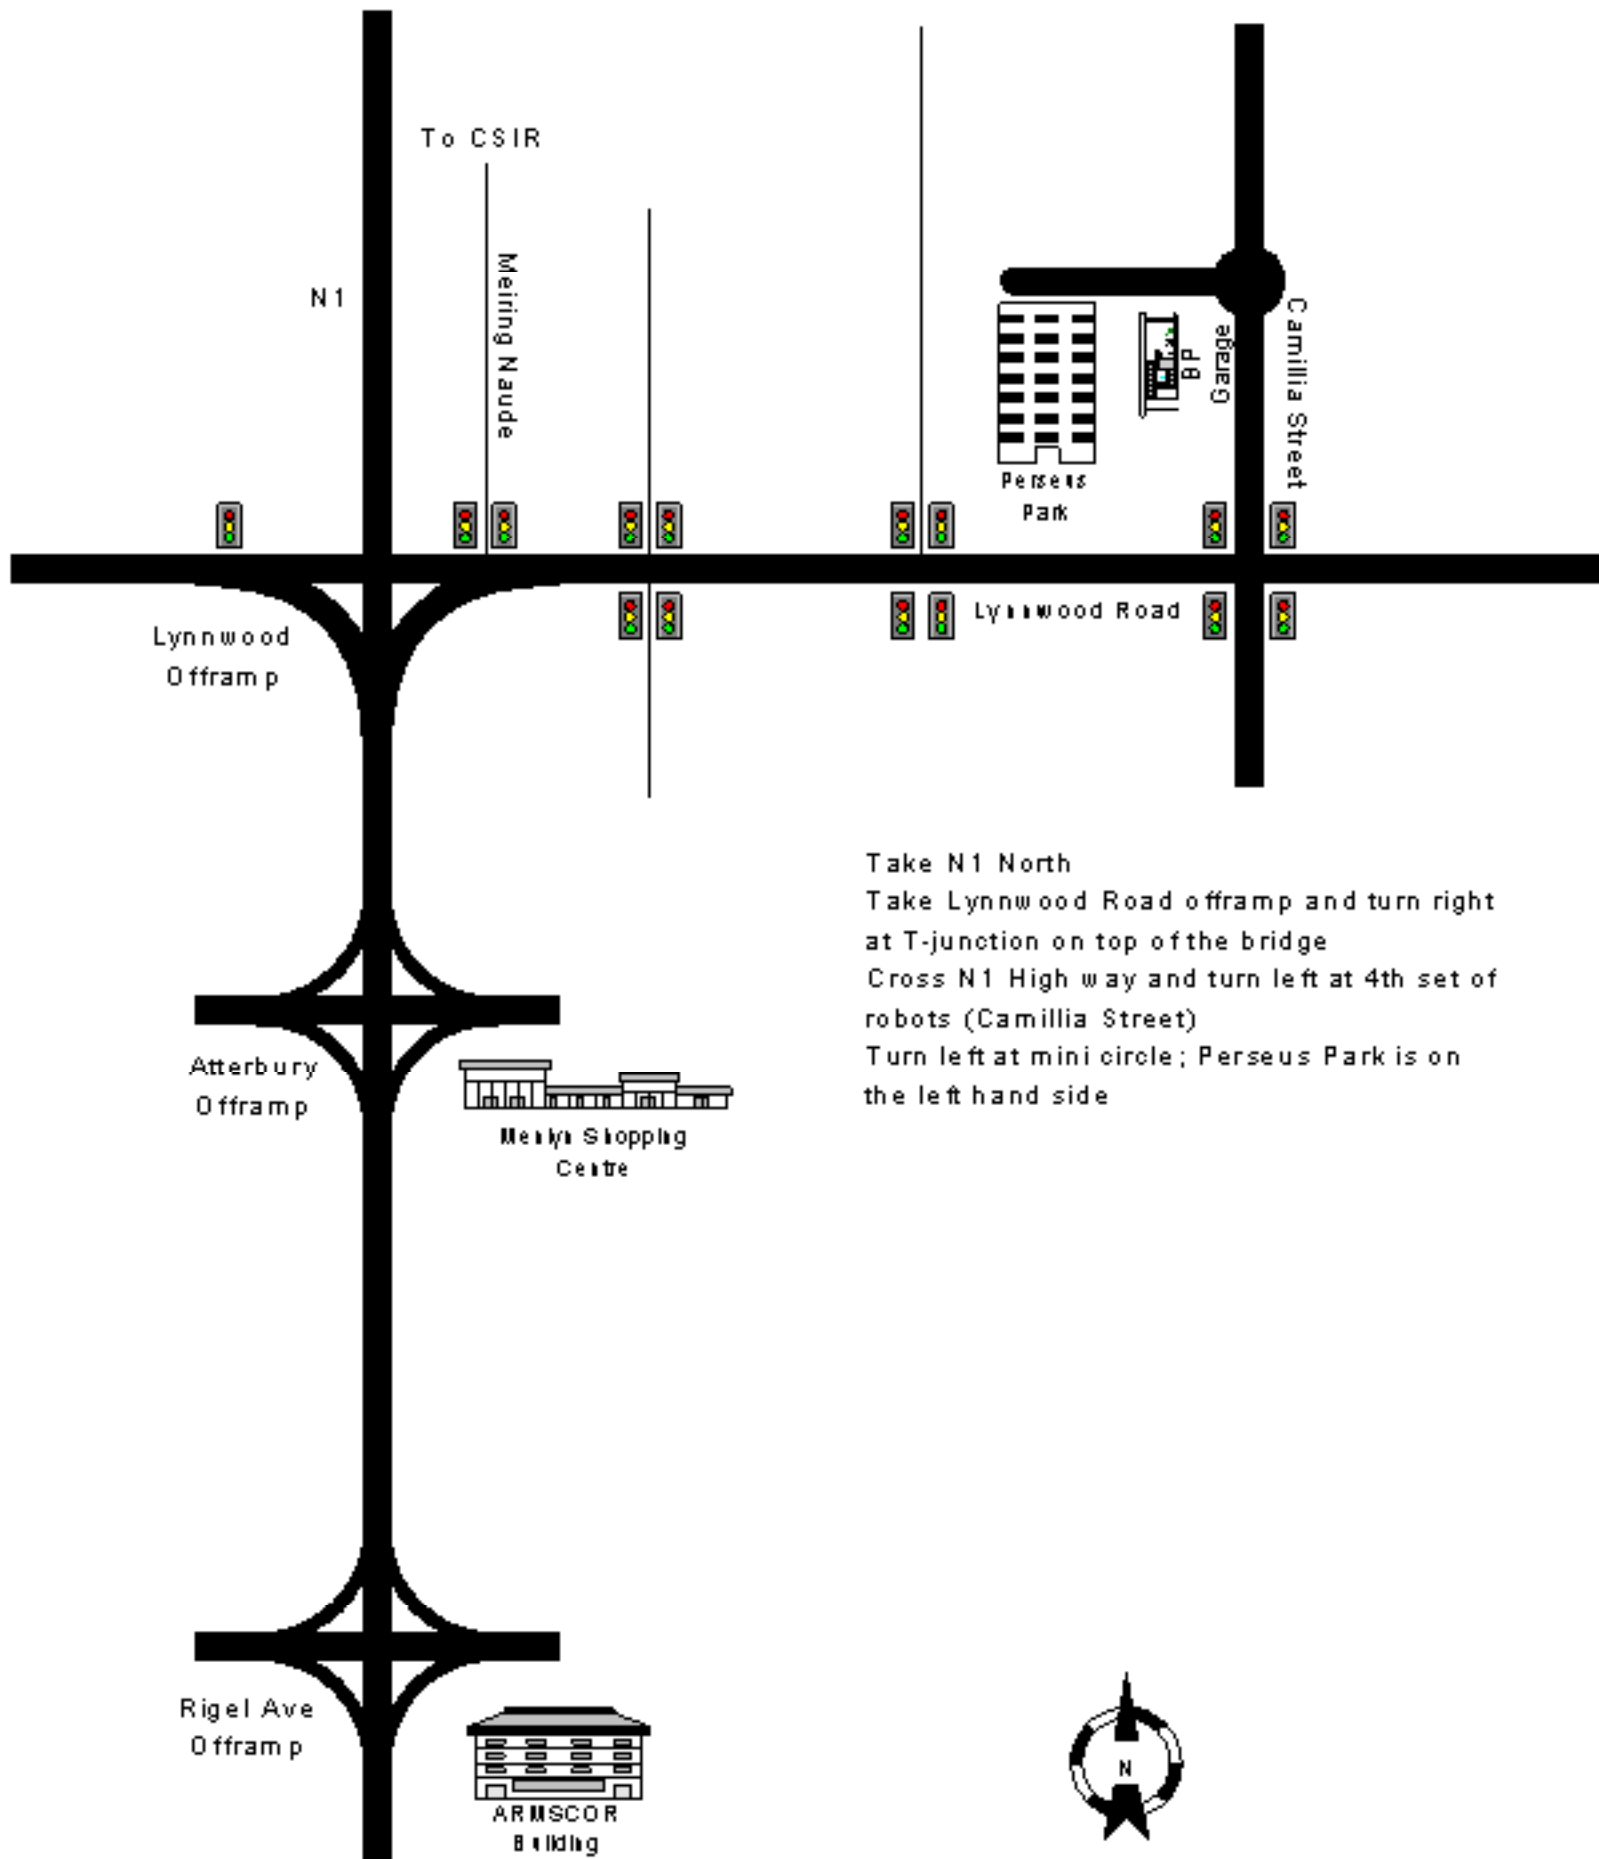 To CSIR
N1
Meiring Naude
Camillia Street
BP
Garage
Perseus
Park
Lynnwood Road
Lynnwood
Offramp
Take N1 North
Take Lynnwood Road offramp and turn right
at T-junction on top of the bridge
Cross N1 High way and turn left at 4th set of
robots (Camillia Street)
Turn left at mini circle; Perseus Park is on
the left hand side
Atterbury
Offramp
Menlyn Shopping
Centre
Rigel Ave
Offramp
ARMSCOR
Building
N